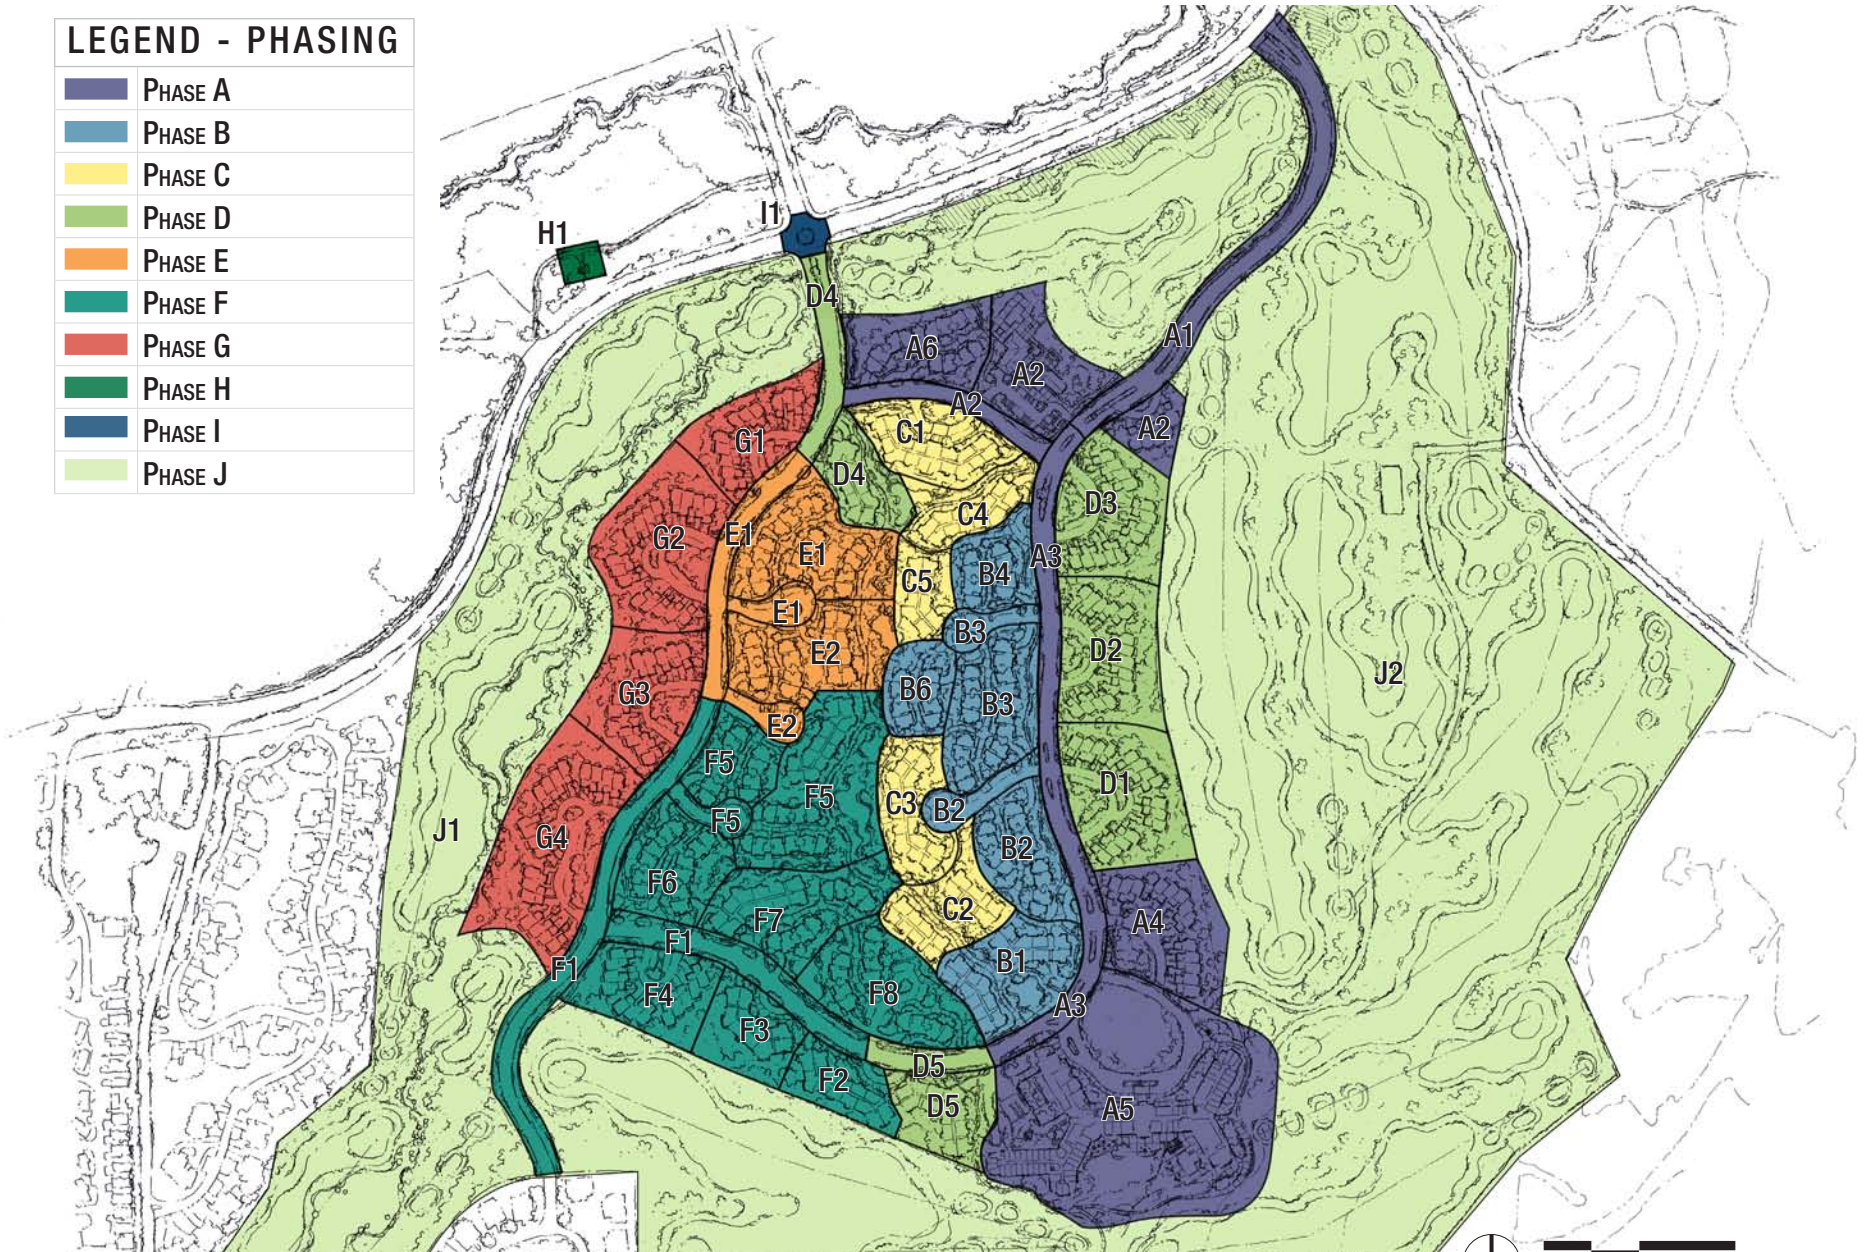 LEGEND - PHASING
PHASE A
PHASE B
PHASE C
PHASE D
PHASE E
PHASE F
PHASE G
PHASE H
PHASE I
PHASE J
I1
H1
D4
A1
A6
A2
A2
A2
C1
G1
D4
D3
C4
E1
G2
E1
A3
C5
B4
E1
B3
E2
D2
G3
B6
B3
J2
E2
F5
D1
F5
C3
B2
F5
J1
G4
B2
F6
C2
F7
A4
F1
B1
F1
F4
F8
A3
F3
D5
F2
D5
A5